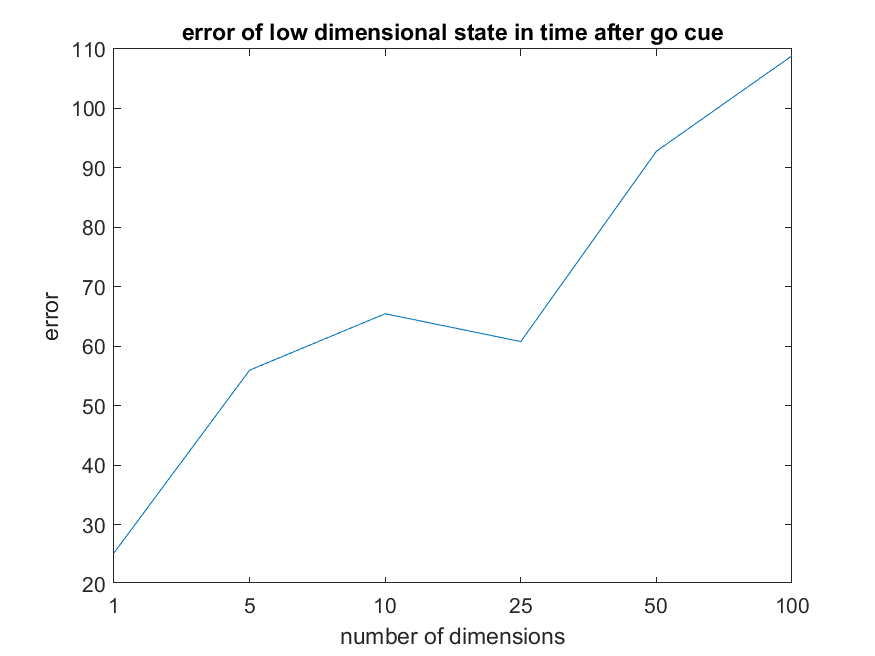 error of low dimensional state in time after go cue
110
100
90
80
70
60
50
40
30
20
error
1 5 10 25 50 100
number of dimensions